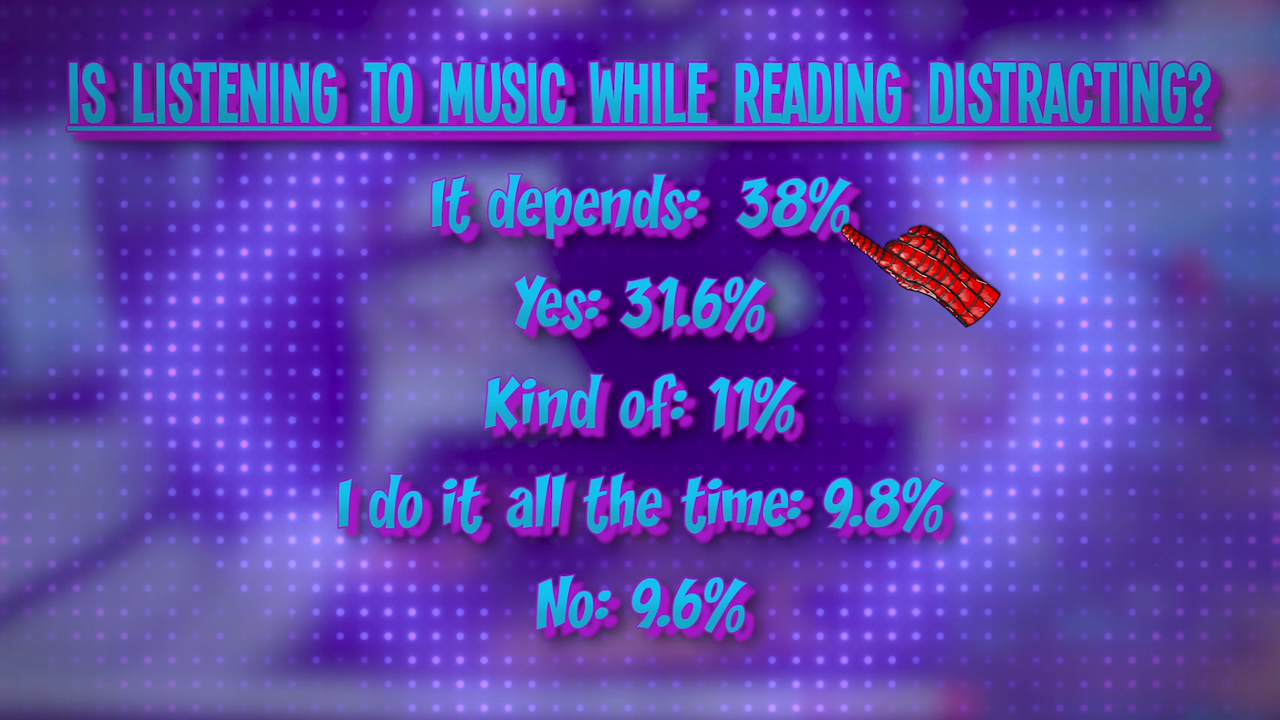 IS LISTENING TO MUSIC WHILE READING DISTRACTING?
It depends: 38%
Yes: 31.6%
Kind of: 11%
I do it all the time: 9.8%
No: 9.6%